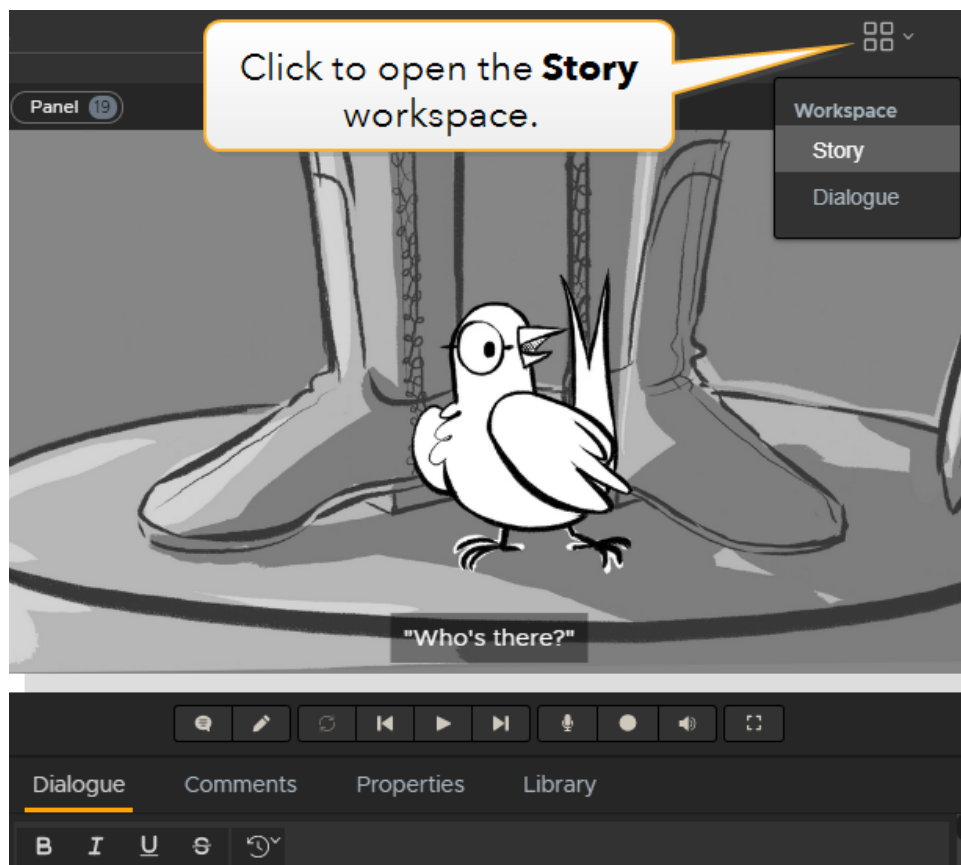 Click to open the Story
workspace.
Panel 19
Workspace
Story
Dialogue
"Who's there?"
Dialogue Comments Properties Library
B I U S